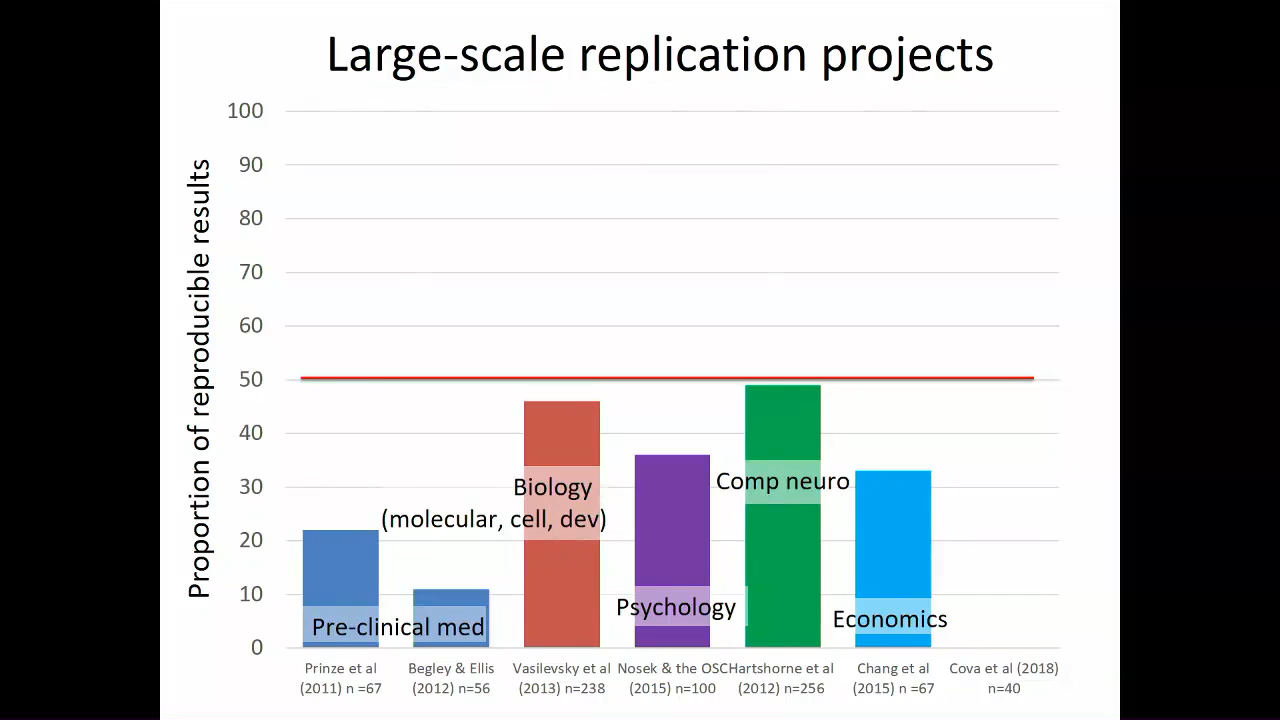 Large-scale replication projects
Proportion of reproducible results
100
90
80
70
60
50
40
30
20
10
0
Biology
(molecular, cell, dev)
Comp neuro
Psychology
Economics
Pre-clinical med
Prinze et al
(2011) n =67
Begley & Ellis
(2012) n=56
Vasilevsky et al
(2013) n=238
Nosek & the OSC
(2015) n=100
Hartshorne et al
(2012) n=256
Chang et al
(2015) n =67
Cova et al (2018)
n=40